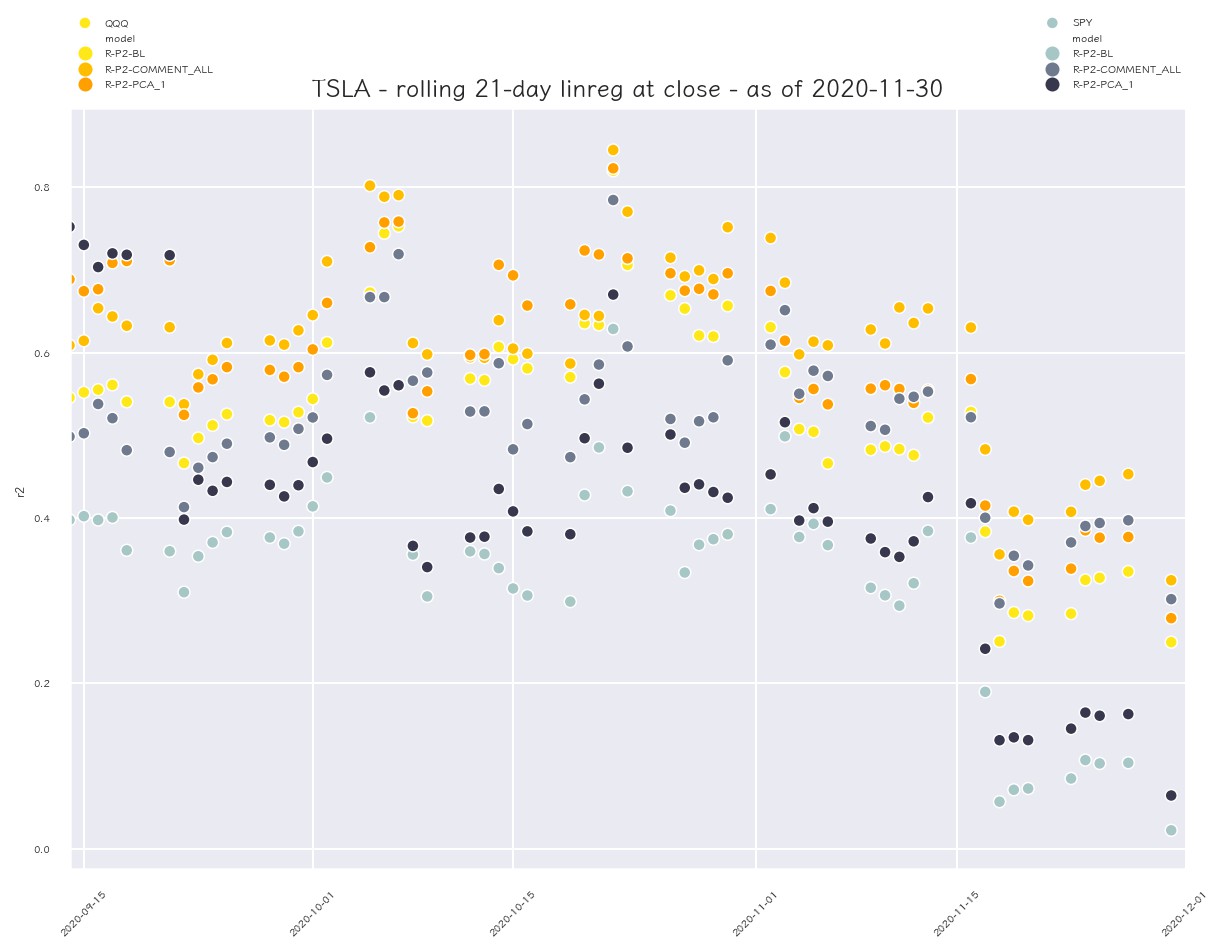 QQQ
model
R-P2-BL
R-P2-COMMENT_ALL
R-P2-PCA_1
SPY
model
R-P2-BL
R-P2-COMMENT_ALL
R-P2-PCA_1
TSLA - rolling 21-day linreg at close - as of 2020-11-30
r2
0.8
0.6
0.4
0.2
0.0
2020-09-15
2020-10-01
2020-10-15
2020-11-01
2020-11-15
2020-12-01